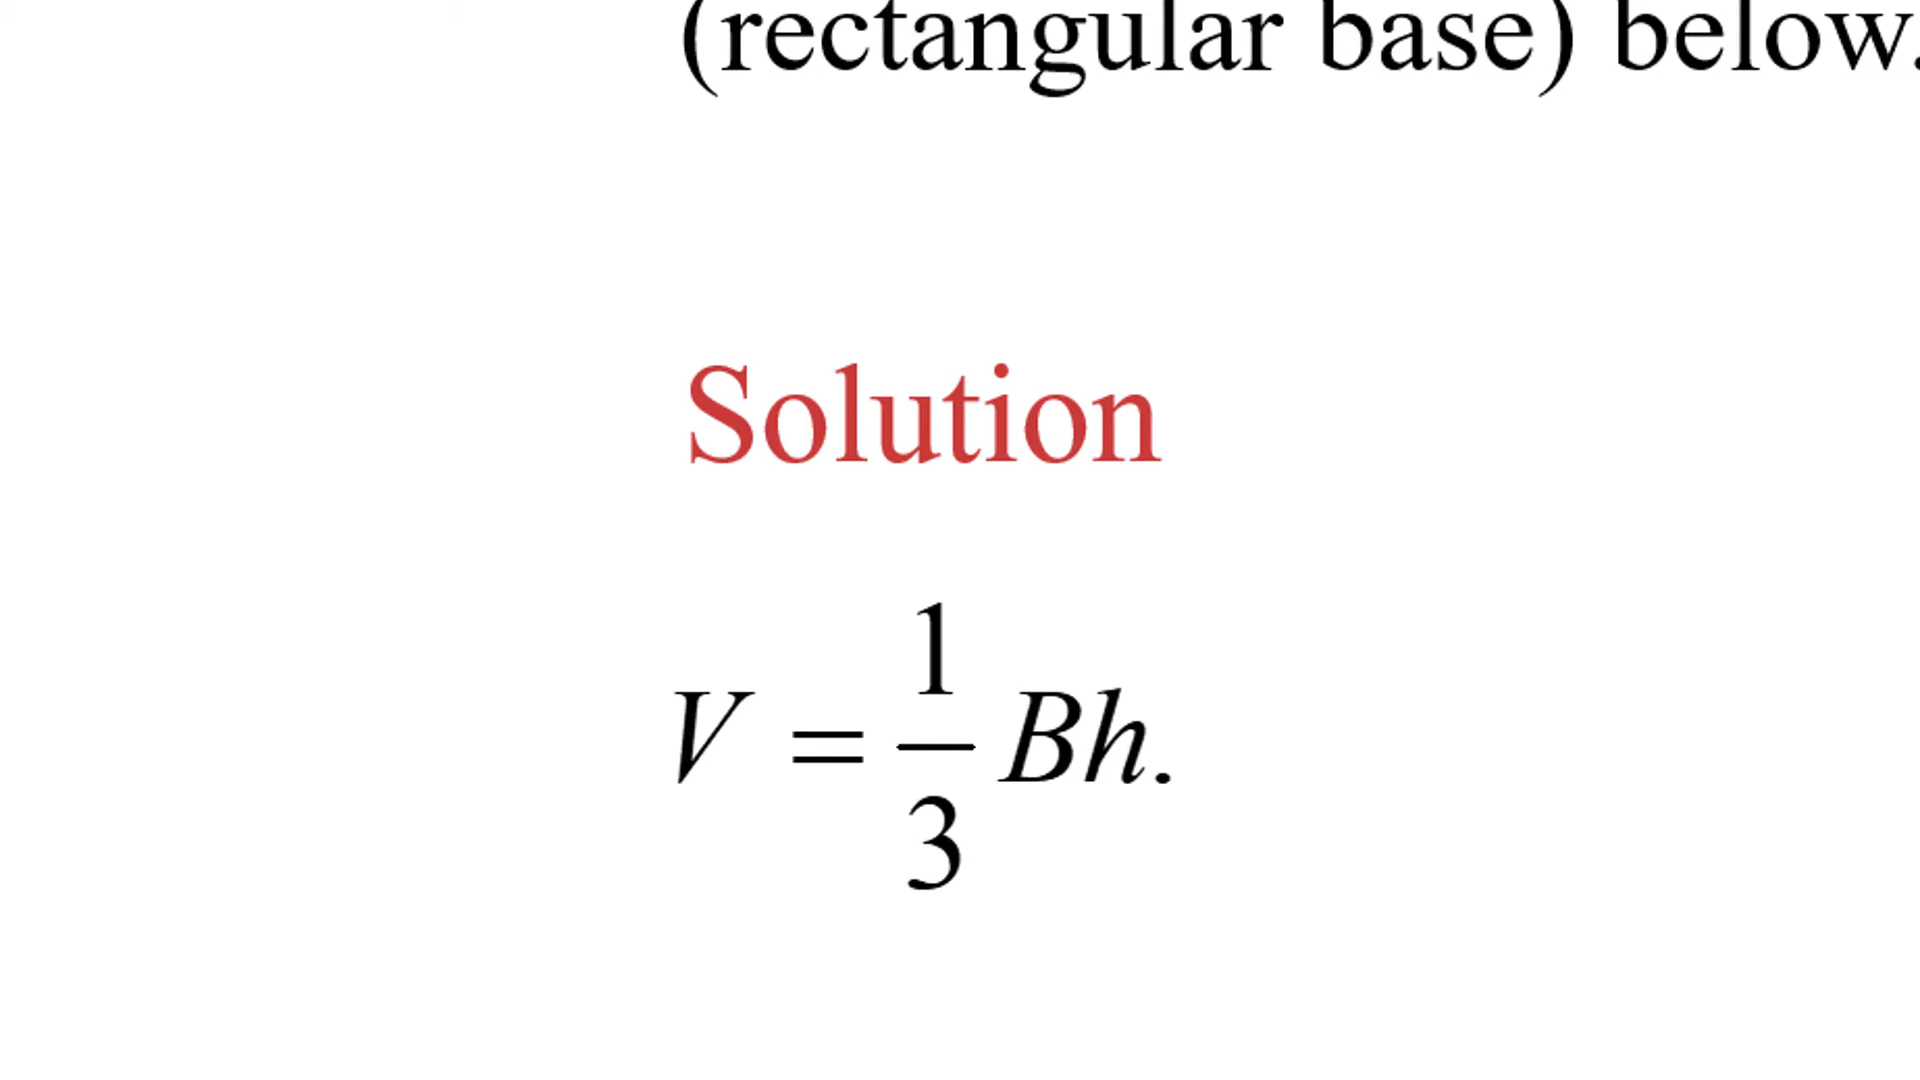 (rectangular base) below.
Solution
V = 1/3 Bh.